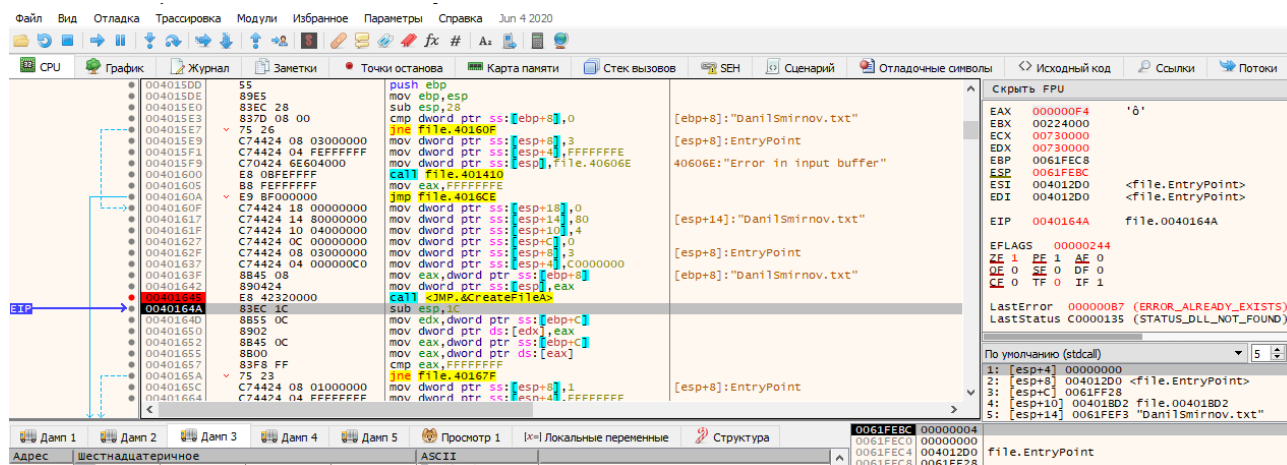 Файл Вид Отладка Трассировка Модули Избранное Параметры Справка Jun 4 2020
fx # Az
CPU График Журнал Заметки Точки останова Карта памяти Стек вызовов SEH Сценарий Отладочные символы Исходный код Ссылки Потоки
004015DD 55 push ebp
004015DE 89E5 mov ebp,esp
004015E0 83EC 28 sub esp,28
004015E3 837D 08 00 cmp dword ptr ss:[ebp+8],0 [ebp+8]:"DanilSmirnov.txt"
004015E7 75 26 jne file.40160F
004015E9 C74424 08 03000000 mov dword ptr ss:[esp+8],3 [esp+8]:EntryPoint
004015F1 C74424 04 FEFFFFFF mov dword ptr ss:[esp+4],FFFFFFFE
004015F9 C70424 6E604000 mov dword ptr ss:[esp],file.40606E 40606E:"Error in input buffer"
00401600 E8 0BFEFFFF call file.401410
00401605 B8 FEFFFFFF mov eax,FFFFFFFE
0040160A E9 BF000000 jmp file.4016CE
0040160F C74424 18 00000000 mov dword ptr ss:[esp+18],0
00401617 C74424 14 80000000 mov dword ptr ss:[esp+14],80 [esp+14]:"DanilSmirnov.txt"
0040161F C74424 10 04000000 mov dword ptr ss:[esp+10],4
00401627 C74424 0C 00000000 mov dword ptr ss:[esp+C],0
0040162F C74424 08 03000000 mov dword ptr ss:[esp+8],3 [esp+8]:EntryPoint
00401637 C74424 04 000000C0 mov dword ptr ss:[esp+4],C0000000
0040163F 8B45 08 mov eax,dword ptr ss:[ebp+8] [ebp+8]:"DanilSmirnov.txt"
00401642 890424 mov dword ptr ss:[esp],eax
00401645 E8 42320000 call <JMP.&CreateFileA>
EIP 0040164A 83EC 1C sub esp,1C
0040164D 8B55 0C mov edx,dword ptr ss:[ebp+C]
00401650 8902 mov dword ptr ds:[edx],eax
00401652 8B45 0C mov eax,dword ptr ss:[ebp+C]
00401655 8B00 mov eax,dword ptr ds:[eax]
00401657 83F8 FF cmp eax,FFFFFFFF
0040165A 75 23 jne file.40167F
0040165C C74424 08 01000000 mov dword ptr ss:[esp+8],1 [esp+8]:EntryPoint
00401664 C74424 04 FEFFFFFF mov dword ptr ss:[esp+4],FFFFFFFE
Скрыть FPU
EAX 000000F4 'ô'
EBX 00224000
ECX 00730000
EDX 00730000
EBP 0061FEC8
ESP 0061FEBC
ESI 004012D0 <file.EntryPoint>
EDI 004012D0 <file.EntryPoint>
EIP 0040164A file.0040164A
EFLAGS 00000244
ZF 1 PF 1 AF 0
OF 0 SF 0 DF 0
CF 0 TF 0 IF 1
LastError 000000B7 (ERROR_ALREADY_EXISTS)
LastStatus C0000135 (STATUS_DLL_NOT_FOUND)
По умолчанию (stdcall) 5
1: [esp+4] 00000000
2: [esp+8] 004012D0 <file.EntryPoint>
3: [esp+C] 0061FF28
4: [esp+10] 00401BD2 file.00401BD2
5: [esp+14] 0061FEF3 "DanilSmirnov.txt"
Дамп 1 Дамп 2 Дамп 3 Дамп 4 Дамп 5 Просмотр 1 [x=] Локальные переменные Структура
Адрес Шестнадцатеричное ASCII
0061FEBC 00000004
0061FEC0 00000000
0061FEC4 004012D0 file.EntryPoint
0061FEC8 0061FF28